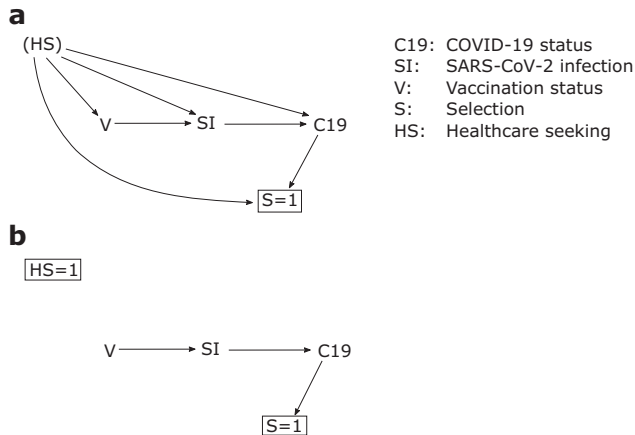 a
(HS)
V
SI
C19
S=1
C19: COVID-19 status
SI: SARS-CoV-2 infection
V: Vaccination status
S: Selection
HS: Healthcare seeking
b
HS=1
V
SI
C19
S=1